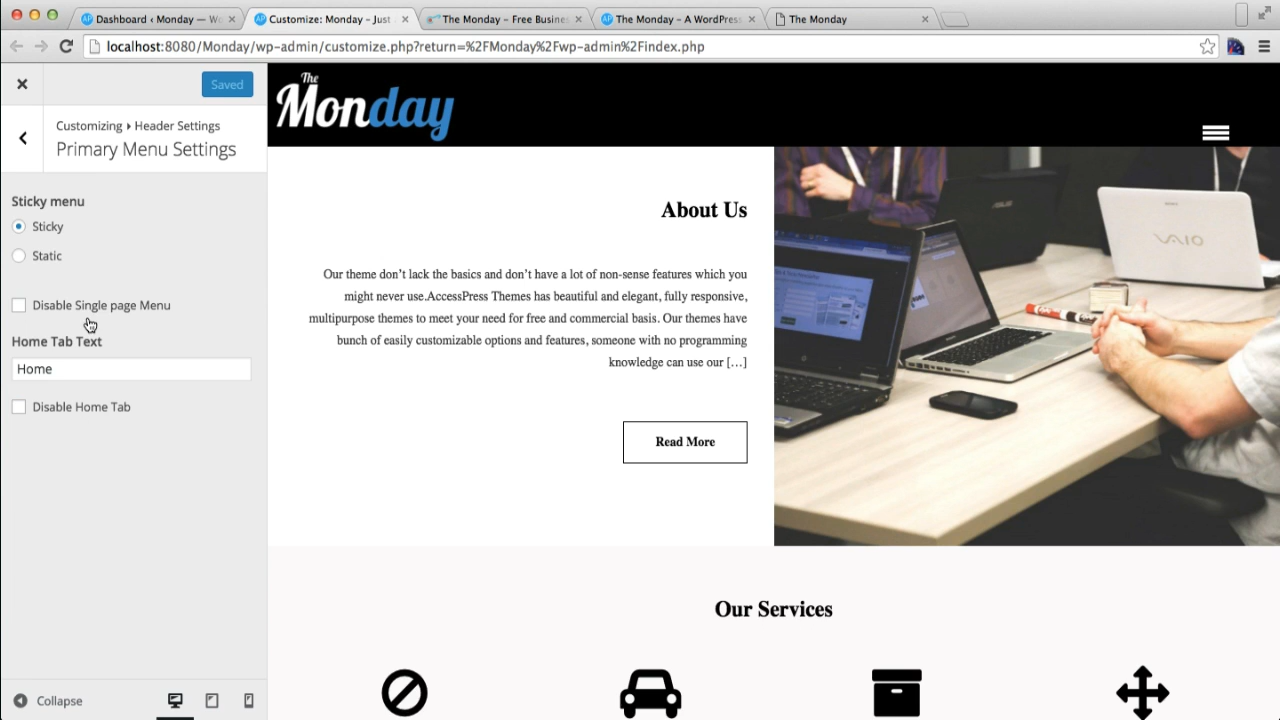 Dashboard ‹ Monday — W
Customize: Monday – Just
The Monday – Free Busines
The Monday – A WordPress
The Monday
localhost:8080/Monday/wp-admin/customize.php?return=%2FMonday%2Fwp-admin%2Findex.php
Saved
Customizing ▸ Header Settings
Primary Menu Settings
Sticky menu
Sticky
Static
Disable Single page Menu
Home Tab Text
Home
Disable Home Tab
Collapse
The
Monday
About Us
Our theme don’t lack the basics and don’t have a lot of non-sense features which you
might never use.AccessPress Themes has beautiful and elegant, fully responsive,
multipurpose themes to meet your need for free and commercial basis. Our themes have
bunch of easily customizable options and features, someone with no programming
knowledge can use our […]
Read More
ASUS
SONY
VAIO
Our Services